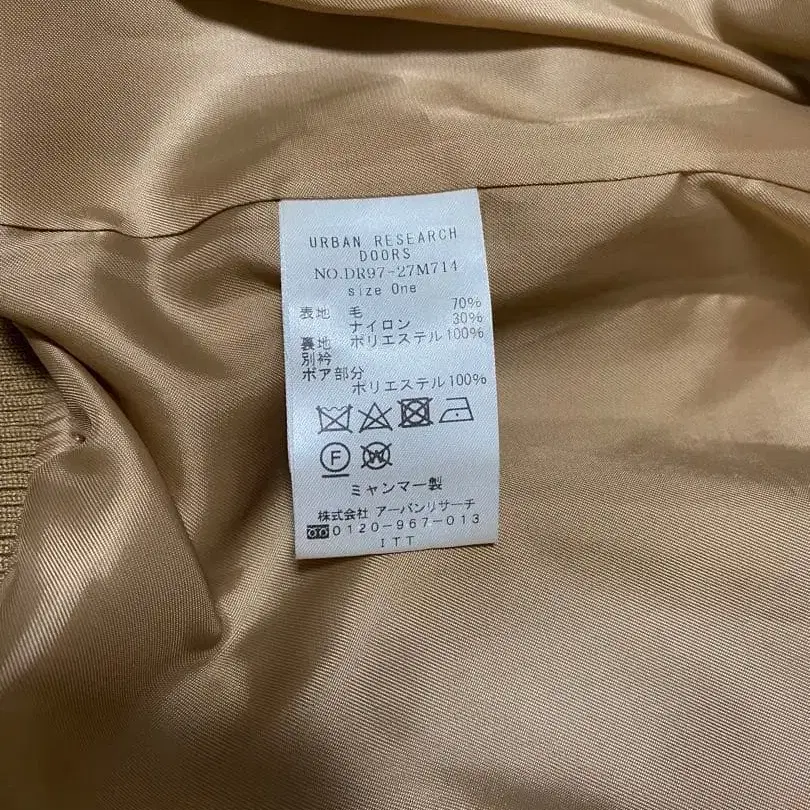 URBAN RESEARCH
DOORS
NO.DR97-27M714
size One
表地 毛 70%
ナイロン 30%
裏地 ポリエステル100%
別衿
ボア部分
ポリエステル100%
F
W
ミャンマー製
株式会社 アーバンリサーチ
0120-967-013
ITT